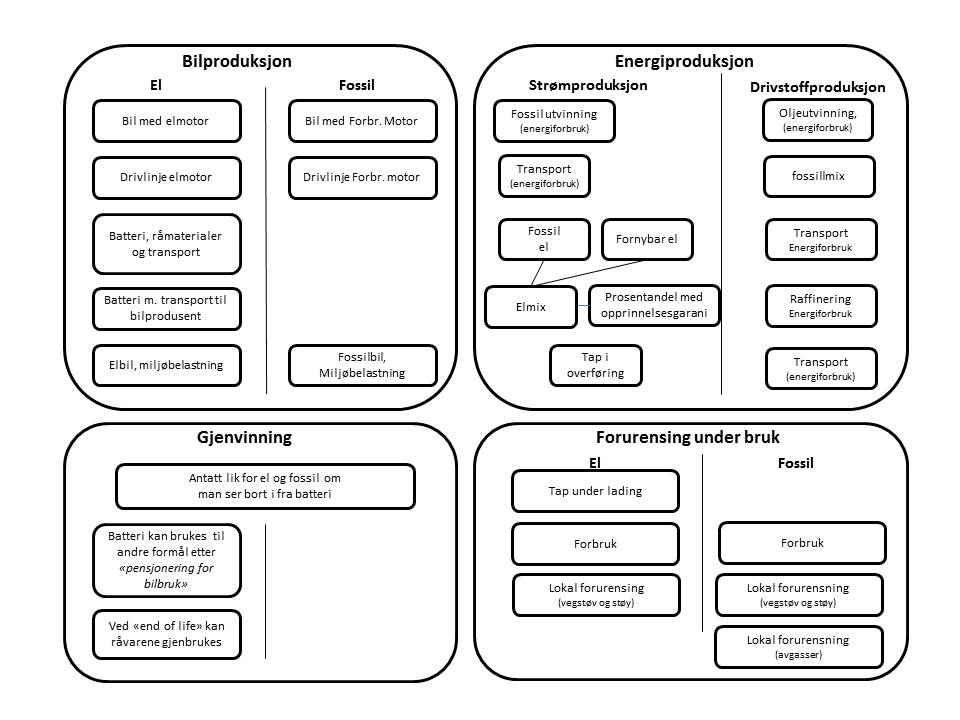 Bilproduksjon
El
Fossil
Bil med elmotor
Bil med Forbr. Motor
Drivlinje elmotor
Drivlinje Forbr. motor
Batteri, råmaterialer
og transport
Batteri m. transport til
bilprodusent
Elbil, miljøbelastning
Fossilbil,
Miljøbelastning
Energiproduksjon
Strømproduksjon
Drivstoffproduksjon
Fossil utvinning
(energiforbruk)
Transport
(energiforbruk)
Fossil
el
Fornybar el
Elmix
Prosentandel med
opprinnelsesgarani
Tap i
overføring
Oljeutvinning,
(energiforbruk)
fossillmix
Transport
Energiforbruk
Raffinering
Energiforbruk
Transport
(energiforbruk)
Gjenvinning
Antatt lik for el og fossil om
man ser bort i fra batteri
Batteri kan brukes til
andre formål etter
«pensjonering for
bilbruk»
Ved «end of life» kan
råvarene gjenbrukes
Forurensing under bruk
El
Fossil
Tap under lading
Forbruk
Forbruk
Lokal forurensing
(vegstøv og støy)
Lokal forurensning
(vegstøv og støy)
Lokal forurensning
(avgasser)